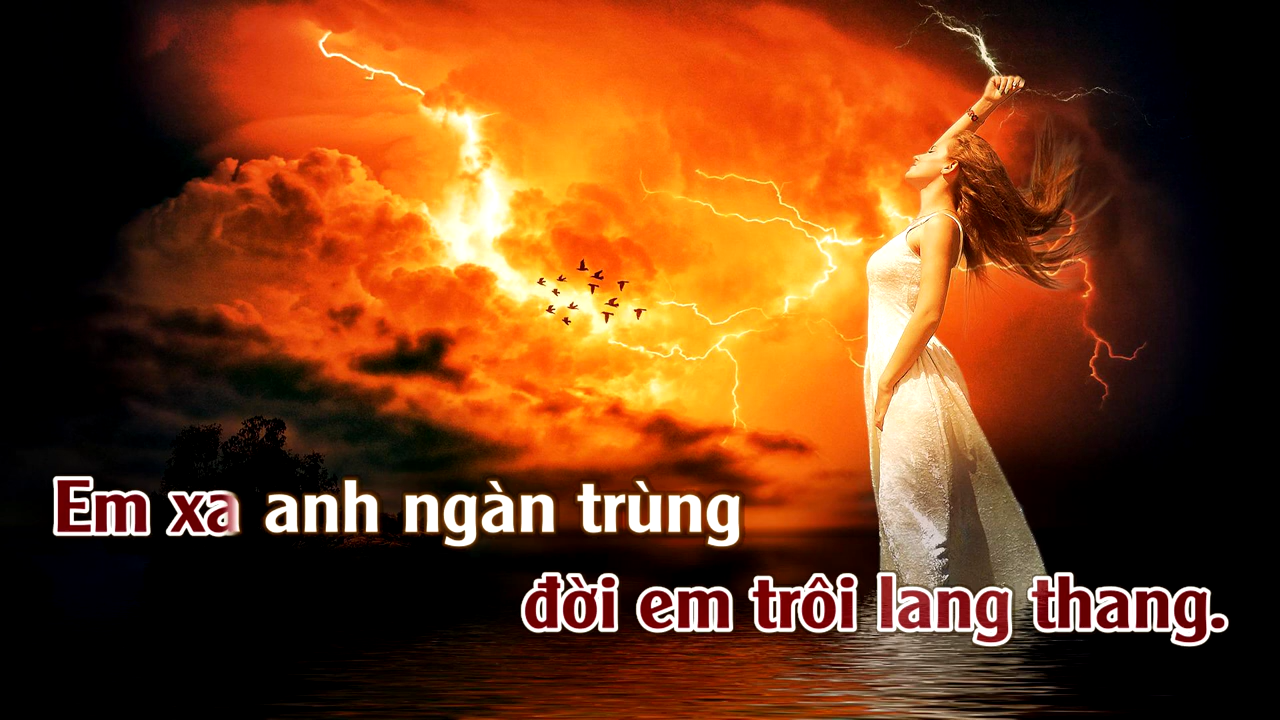 Em xa anh ngàn trùng
đời em trôi lang thang.